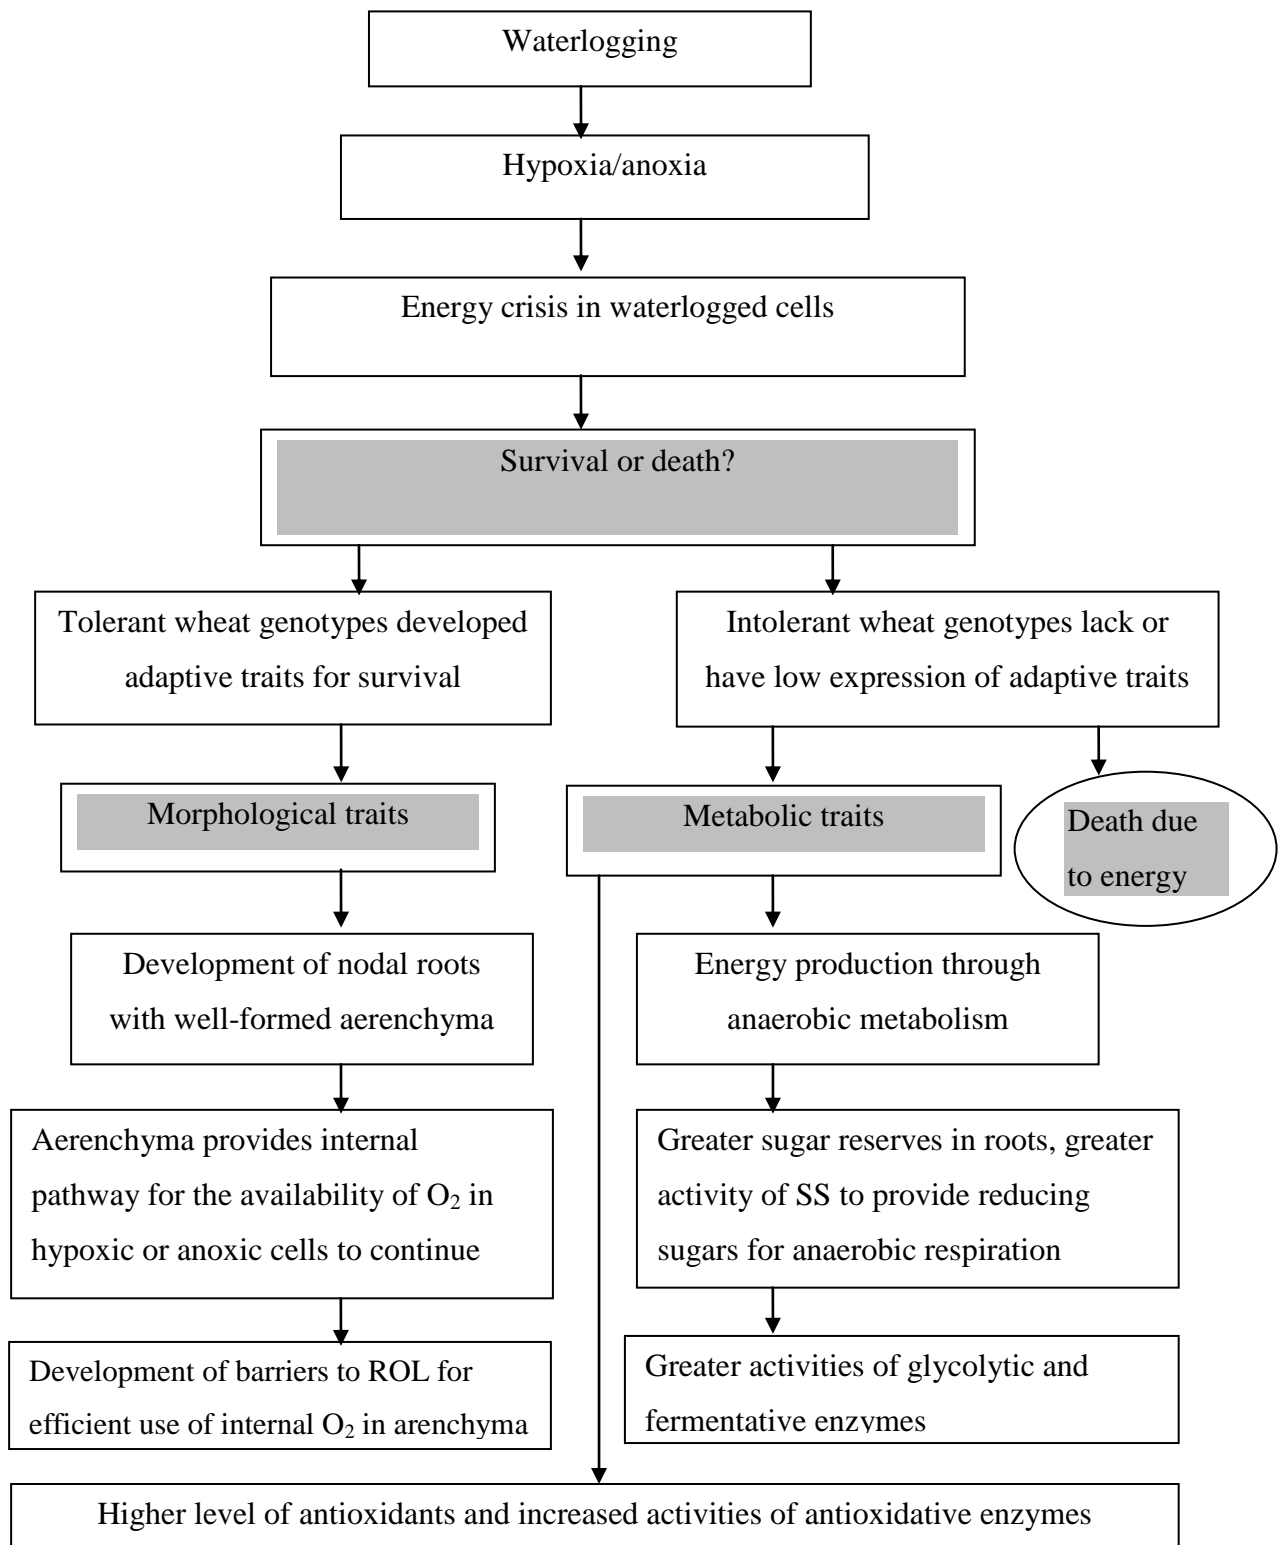 Waterlogging
Hypoxia/anoxia
Energy crisis in waterlogged cells
Survival or death?
Tolerant wheat genotypes developed
adaptive traits for survival
Intolerant wheat genotypes lack or
have low expression of adaptive traits
Morphological traits
Metabolic traits
Death due
to energy
Development of nodal roots
with well-formed aerenchyma
Energy production through
anaerobic metabolism
Aerenchyma provides internal
pathway for the availability of O₂ in
hypoxic or anoxic cells to continue
Greater sugar reserves in roots, greater
activity of SS to provide reducing
sugars for anaerobic respiration
Development of barriers to ROL for
efficient use of internal O₂ in arenchyma
Greater activities of glycolytic and
fermentative enzymes
Higher level of antioxidants and increased activities of antioxidative enzymes